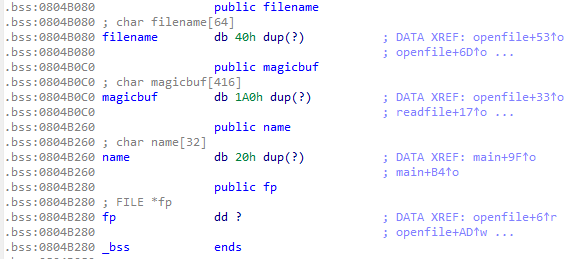 .bss:0804B080 public filename
.bss:0804B080 ; char filename[64]
.bss:0804B080 filename db 40h dup(?) ; DATA XREF: openfile+53↑o
.bss:0804B080 ; openfile+6D↑o ...
.bss:0804B0C0 public magicbuf
.bss:0804B0C0 ; char magicbuf[416]
.bss:0804B0C0 magicbuf db 1A0h dup(?) ; DATA XREF: openfile+33↑o
.bss:0804B0C0 ; readfile+17↑o ...
.bss:0804B260 public name
.bss:0804B260 ; char name[32]
.bss:0804B260 name db 20h dup(?) ; DATA XREF: main+9F↑o
.bss:0804B260 ; main+B4↑o
.bss:0804B280 public fp
.bss:0804B280 ; FILE *fp
.bss:0804B280 fp dd ? ; DATA XREF: openfile+6↑r
.bss:0804B280 ; openfile+AD↑w ...
.bss:0804B280 _bss ends